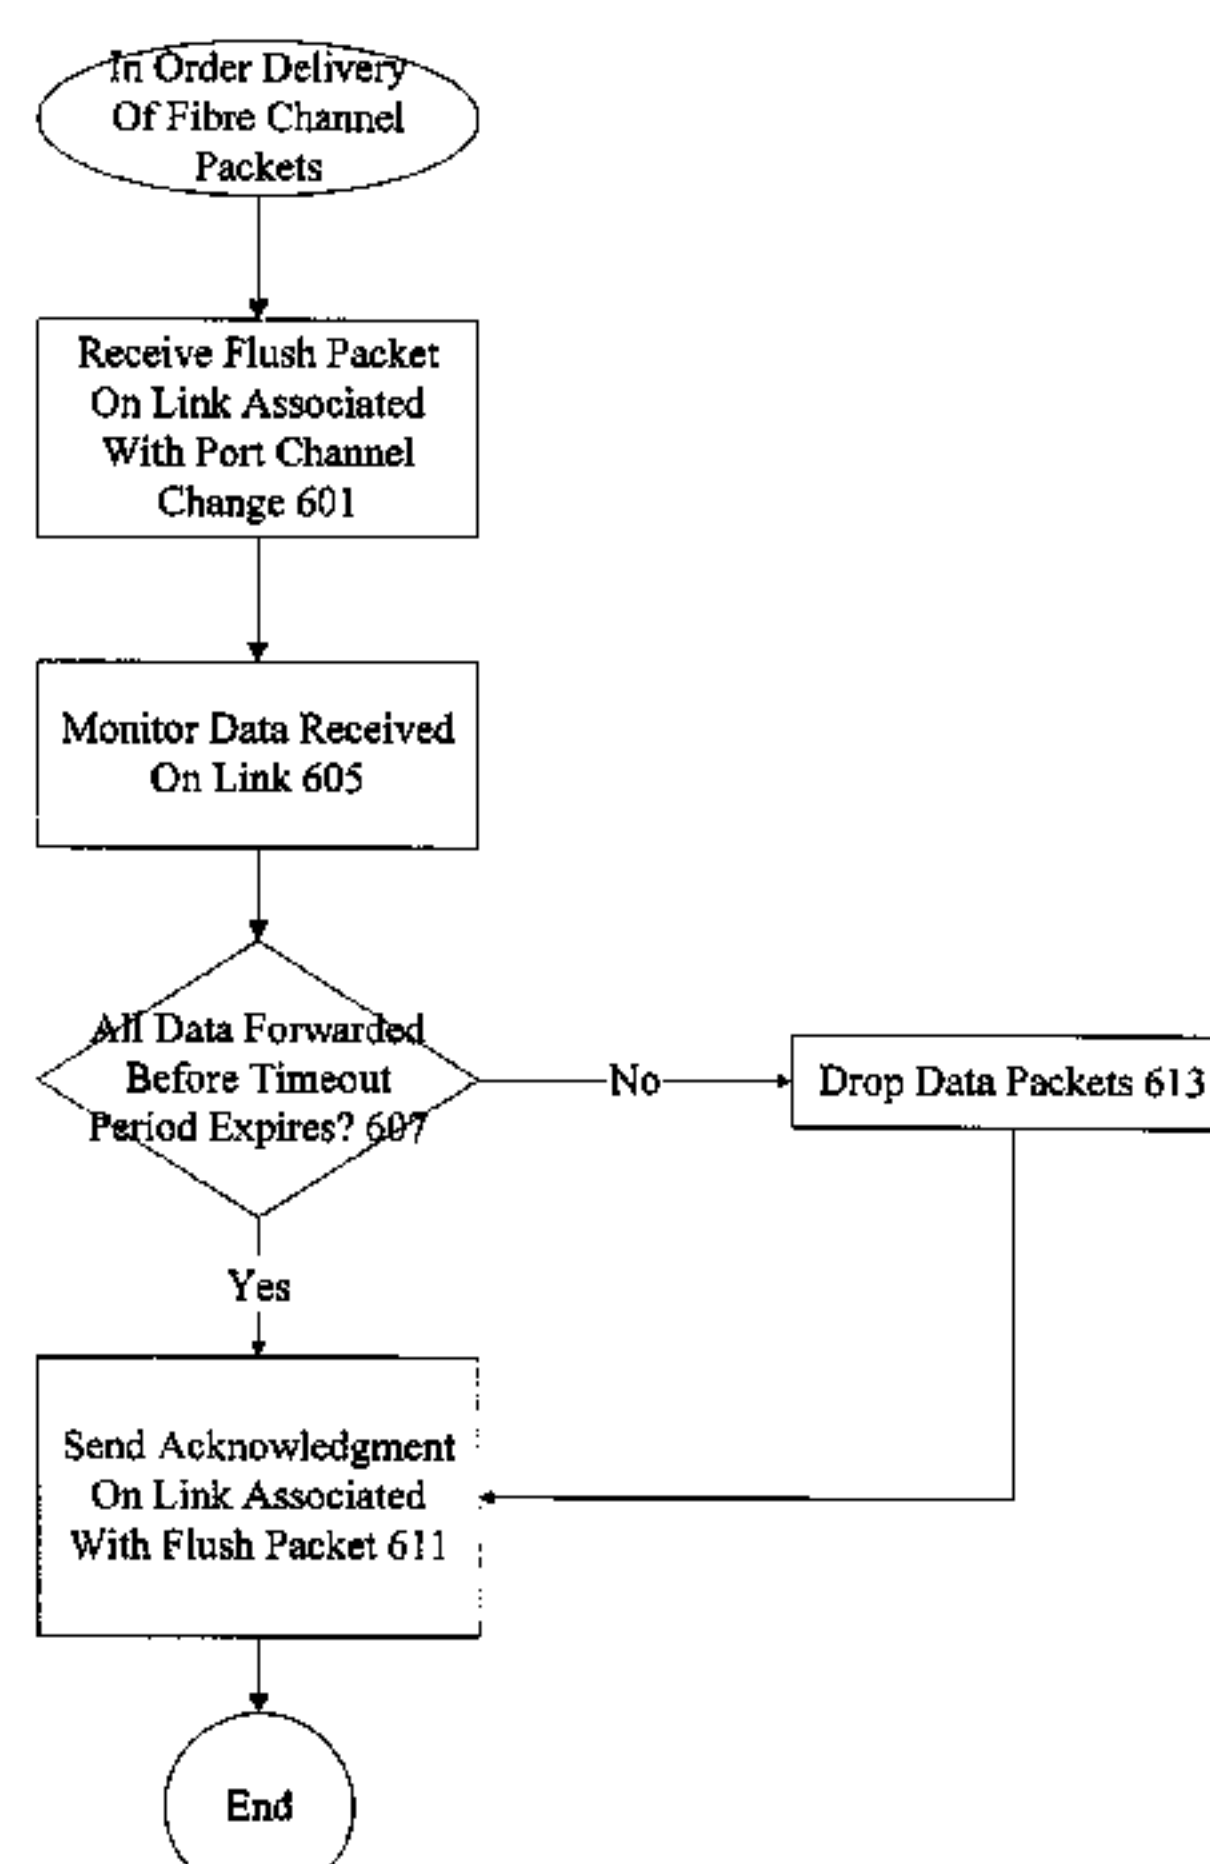 In Order Delivery
Of Fibre Channel
Packets
Receive Flush Packet
On Link Associated
With Port Channel
Change 601
Monitor Data Received
On Link 605
All Data Forwarded
Before Timeout
Period Expires? 607
No
Drop Data Packets 613
Yes
Send Acknowledgment
On Link Associated
With Flush Packet 611
End